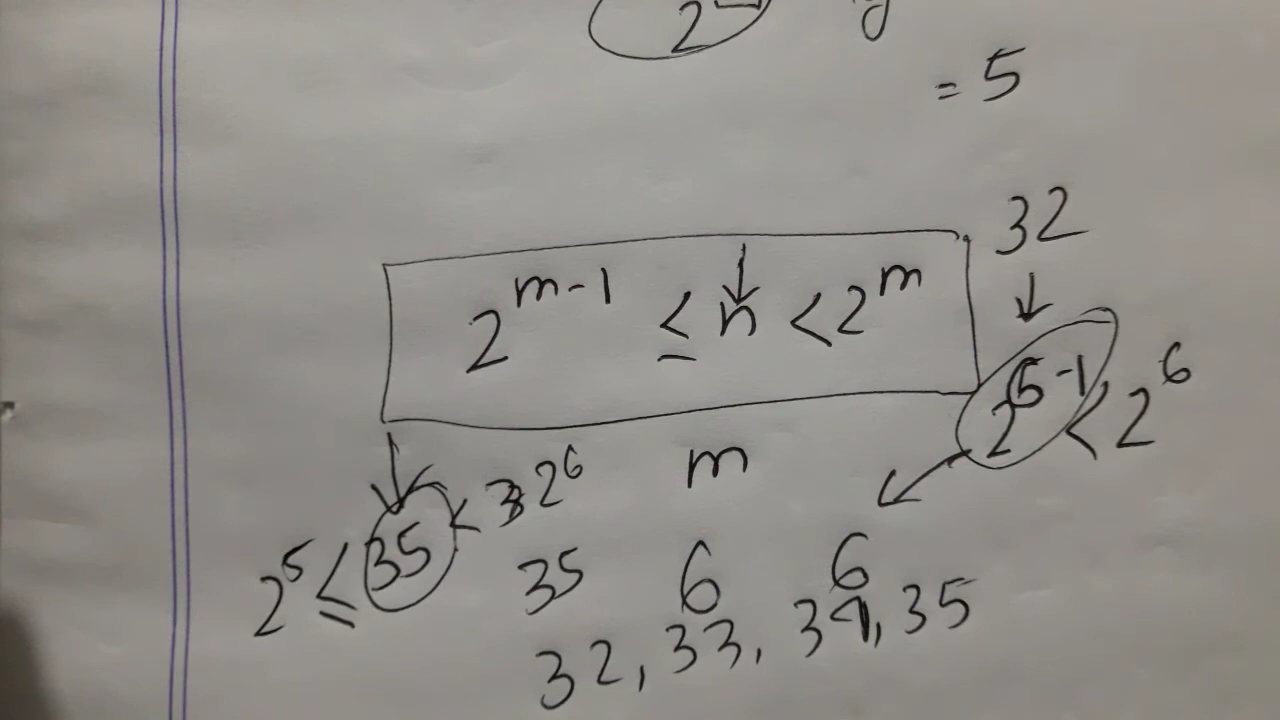 2
= 5
32
2^{m-1} ≤ n < 2^m
2^{6-1} < 2^6
m
2^5 ≤ 35 < 2^6
35 6 6
32, 33, 34, 35